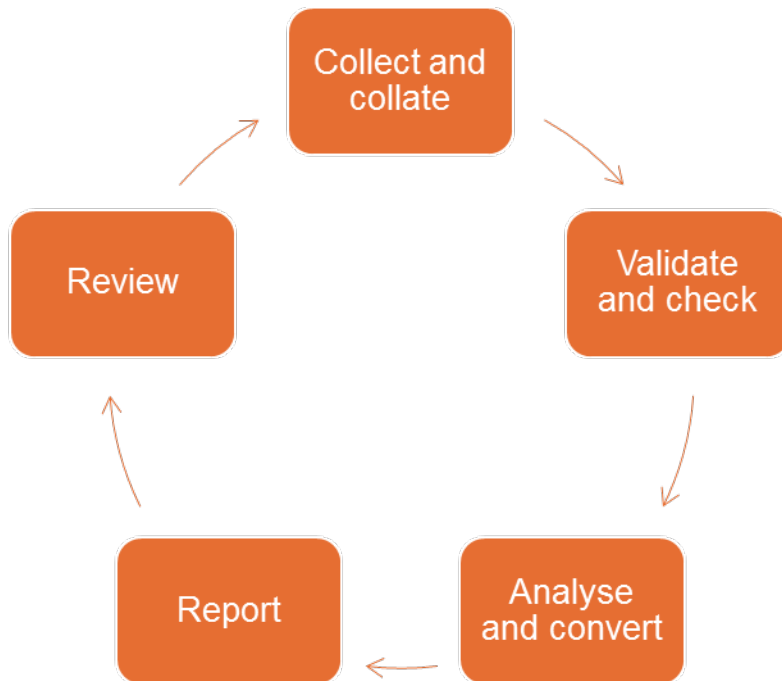 Collect and
collate
Validate
and check
Analyse
and convert
Report
Review